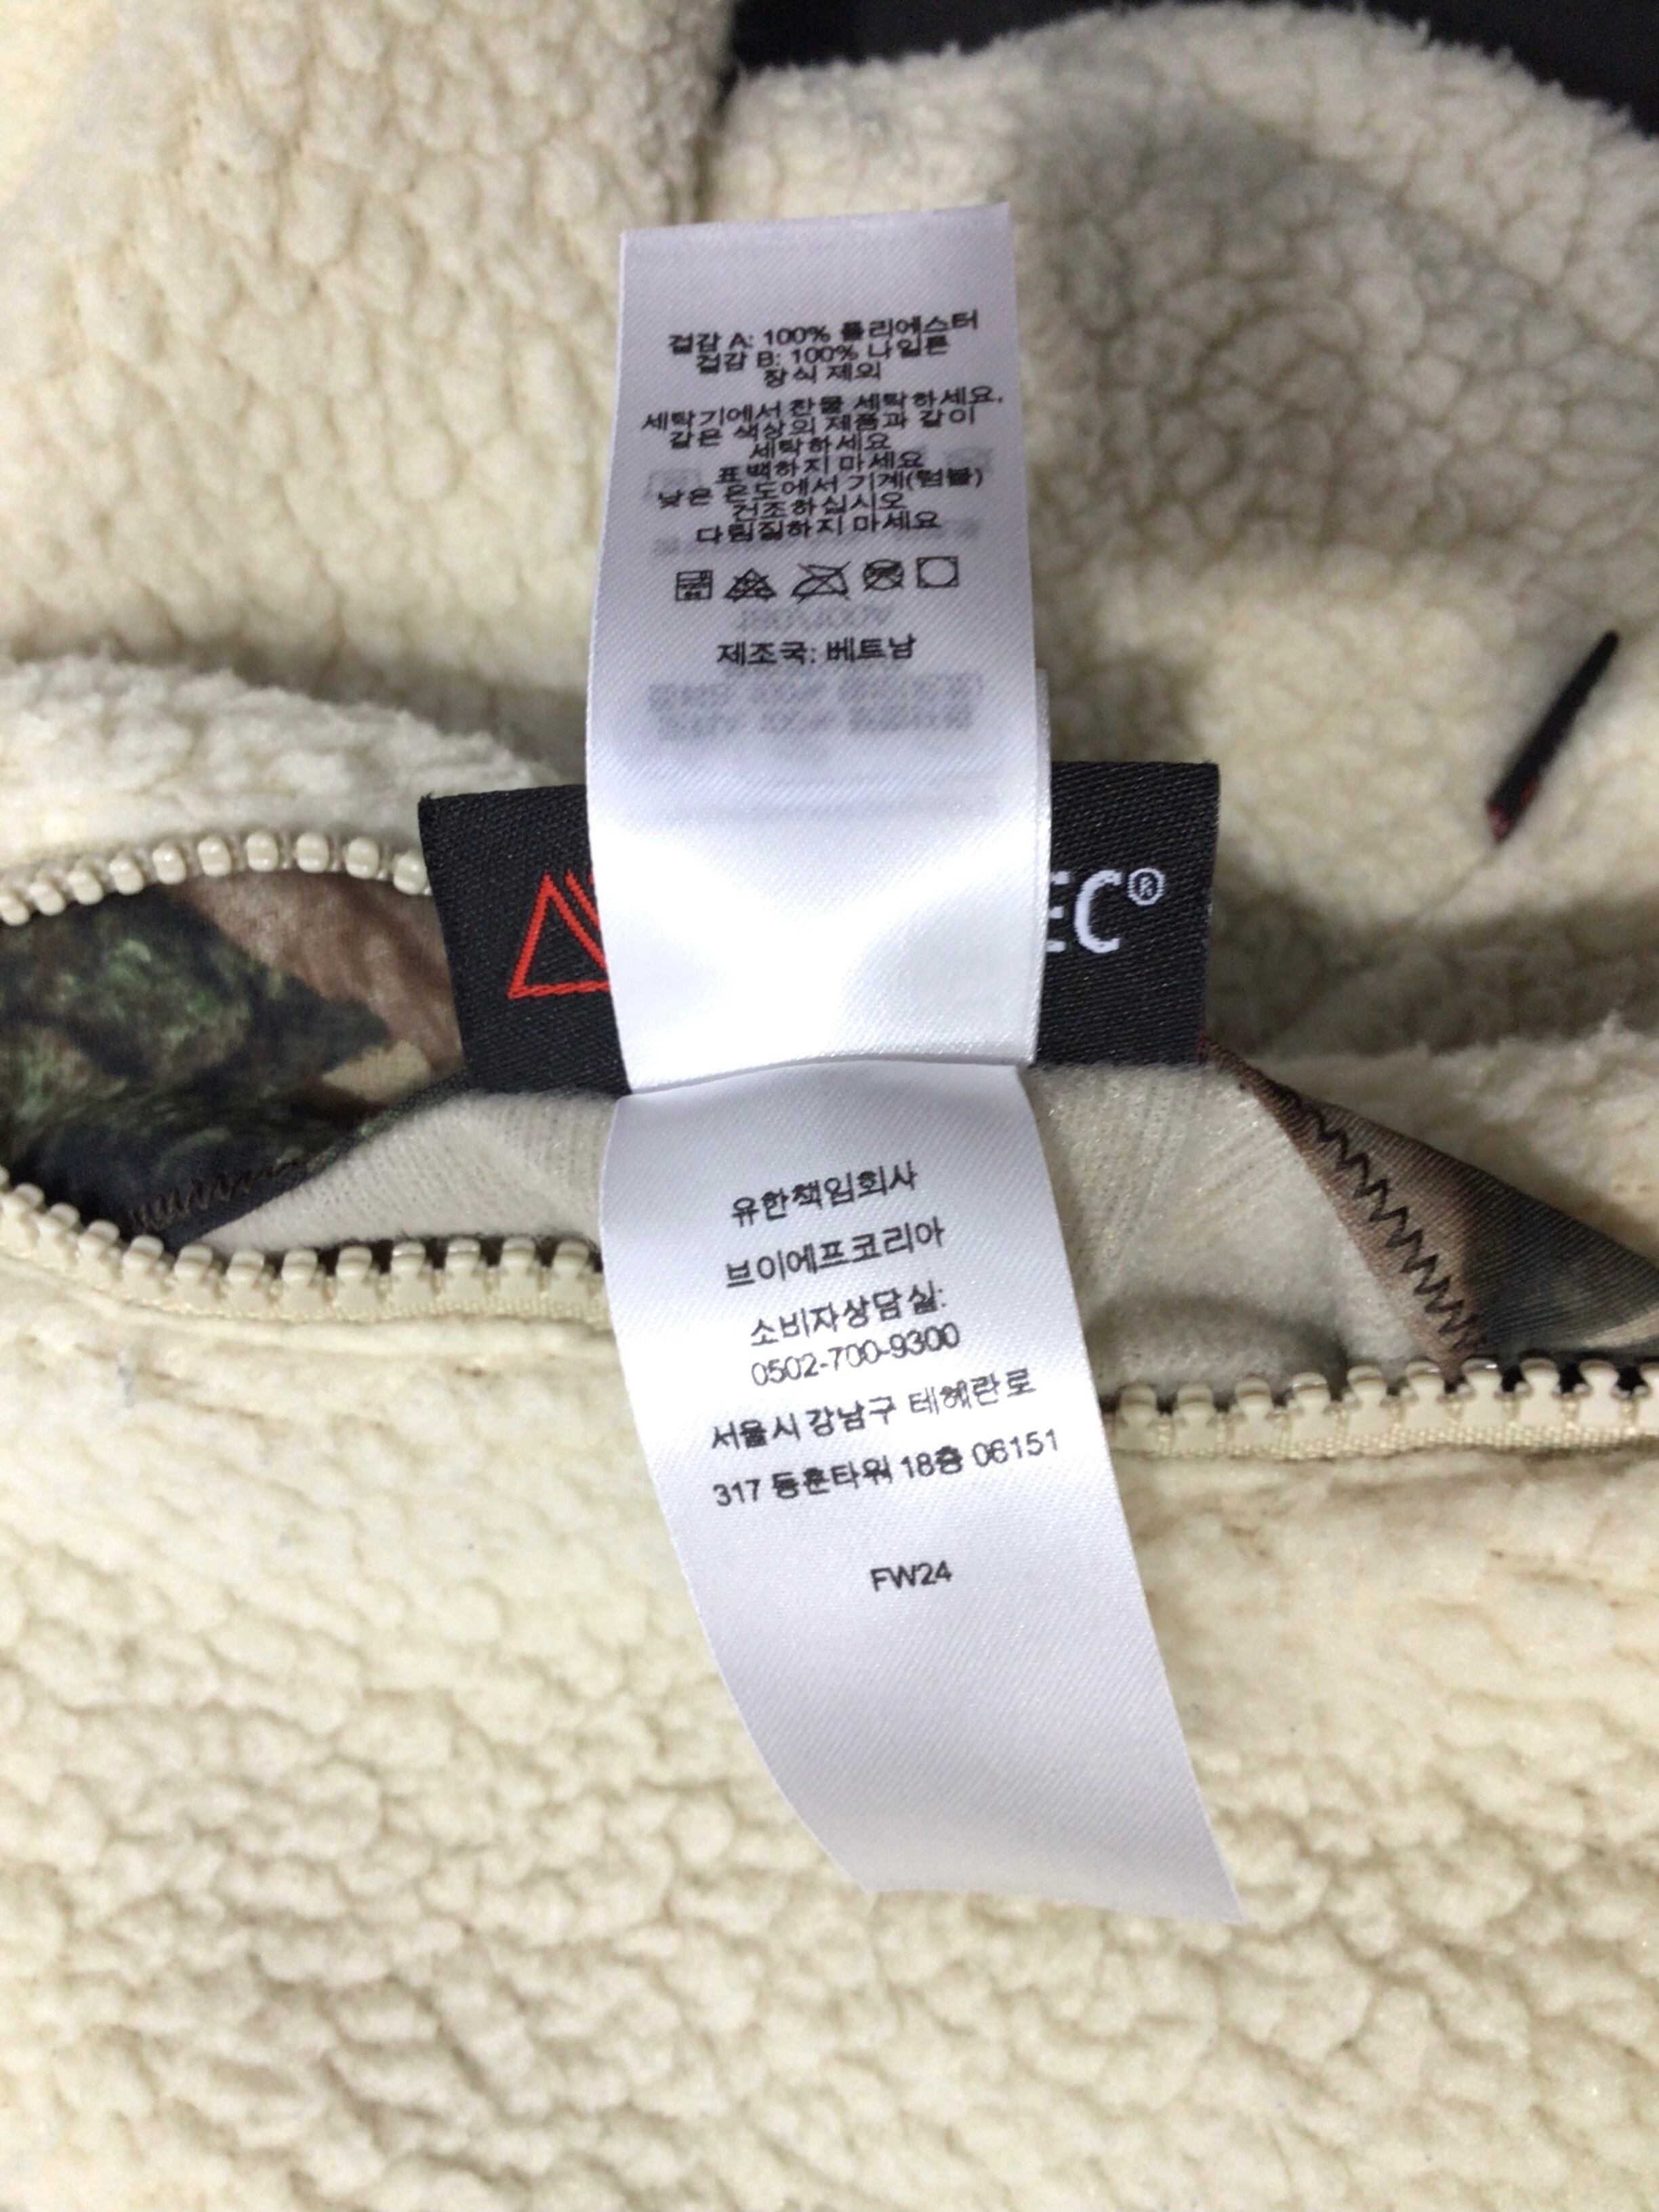 겉감 A: 100% 폴리에스터
겉감 B: 100% 나일론
장식 제외
세탁기에서 찬물 세탁하세요.
같은 색상의 제품과 같이
세탁하세요
표백하지 마세요
낮은 온도에서 기계(텀블)
건조하십시오
다림질하지 마세요
제조국: 베트남
EC®
유한책임회사
브이에프코리아
소비자상담실:
0502-700-9300
서울시 강남구 테헤란로
317 동훈타워 18층 06151
FW24